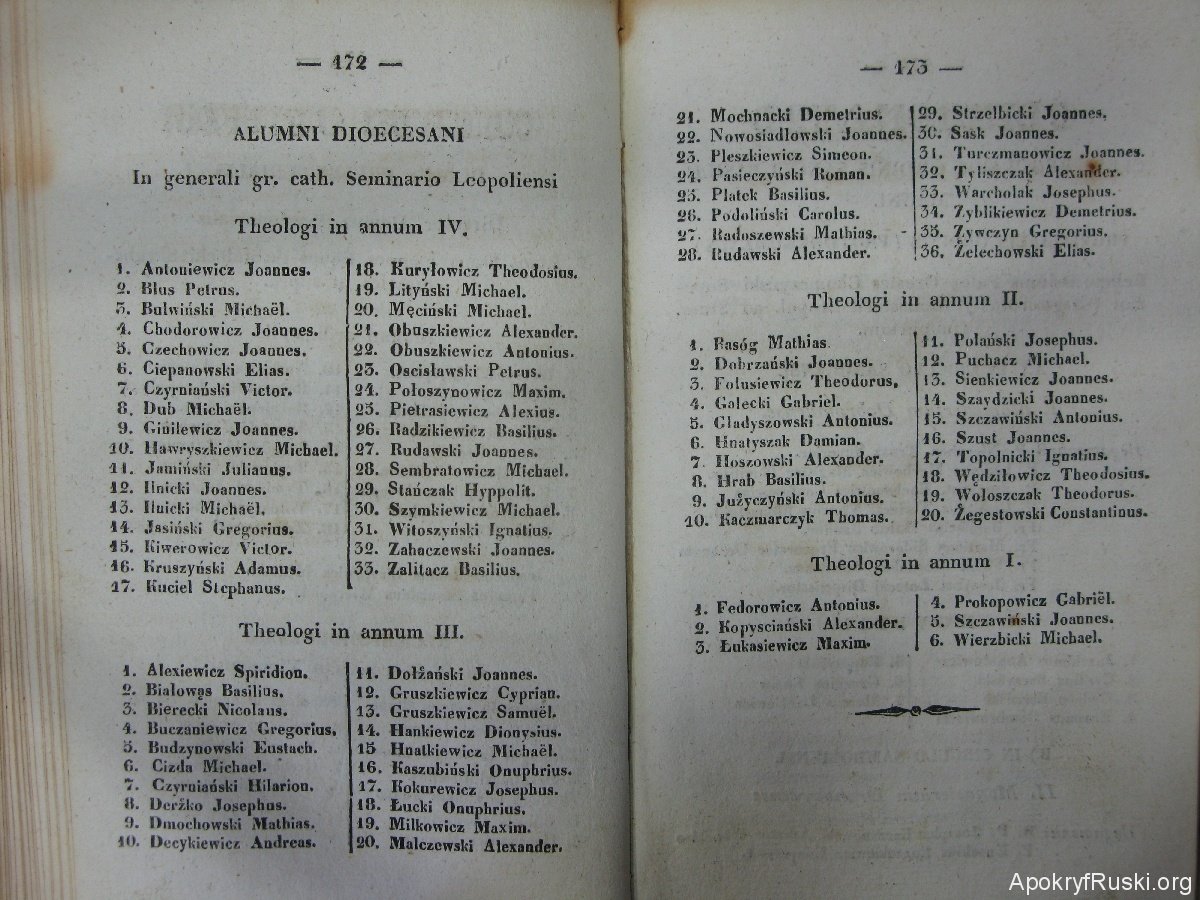 — 172 —
ALUMNI DIOECESANI
In generali gr. cath. Seminario Leopoliensi
Theologi in annum IV.
1. Antoniewicz Joannes.
2. Blus Petrus.
3. Bulwiński Michaël.
4. Chodorowicz Joannes.
5. Czechowicz Joannes.
6. Ciepanowski Elias.
7. Czyrniański Victor.
8. Dub Michaël.
9. Ginilewicz Joannes.
10. Hawryszkiewicz Michael.
11. Jamiński Julianus.
12. Ilnicki Joannes.
13. Ilnicki Michaël.
14. Jasiński Gregorius.
15. Kiwerowicz Victor.
16. Kruszyński Adamus.
17. Kuciel Stephanus.
18. Kuryłowicz Theodosius.
19. Lityński Michael.
20. Męciński Michael.
21. Obuszkiewicz Alexander.
22. Obuszkiewicz Antonius.
23. Oscisławski Petrus.
24. Połoszynowicz Maxim.
25. Pietrasiewicz Alexius.
26. Radzikiewicz Basilius.
27. Rudawski Joannes.
28. Sembratowicz Michael.
29. Stańczak Hyppolit.
30. Szymkiewicz Michael.
31. Witoszyński Ignatius.
32. Zahaczewski Joannes.
33. Zalitacz Basilius.
Theologi in annum III.
1. Alexiewicz Spiridion.
2. Białowąs Basilius.
3. Bierecki Nicolaus.
4. Buczaniewicz Gregorius.
5. Budzynowski Eustach.
6. Cizda Michael.
7. Czyrniański Hilarion.
8. Derżko Josephus.
9. Dmochowski Mathias.
10. Decykiewicz Andreas.
11. Dołżański Joannes.
12. Gruszkiewicz Cyprian.
13. Gruszkiewicz Samuël.
14. Hankiewicz Dionysius.
15 Hnatkiewicz Michaël.
16. Kaszubiński Onuphrius.
17. Kokurewicz Josephus.
18. Łucki Onuphrius.
19. Milkowicz Maxim.
20. Malczewski Alexander.
— 173 —
21. Mochnacki Demetrius.
22. Nowosiadlowski Joannes.
23. Pleszkiewicz Simeon.
24. Pasieczyński Roman.
25. Płatek Basilius.
26. Podoliński Carolus.
27. Radoszewski Mathias.
28. Rudawski Alexander.
29. Strzelbicki Joannes.
30. Sask Joannes.
31. Turczmanowicz Joannes.
32. Tyliszczak Alexander.
33. Warcholak Josephus.
34. Zyblikiewicz Demetrius.
35. Żywczyn Gregorius.
36. Żelechowski Elias.
Theologi in annum II.
1. Basóg Mathias
2. Dobrzański Joannes.
3. Folusiewicz Theodorus.
4. Galecki Gabriel.
5. Gładyszowski Antonius.
6. Hnatyszak Damian.
7. Hoszowski Alexander.
8. Hrab Basilius.
9. Jużyczyński Antonius.
10. Kaczmarczyk Thomas.
11. Polański Josephus.
12. Puchacz Michael.
13. Sienkiewicz Joannes.
14. Szaydzicki Joannes.
15. Szczawiński Antonius.
16. Szust Joannes.
17. Topolnicki Ignatius.
18. Wędziłowicz Theodosius.
19. Wołoszczak Theodorus.
20. Żegestowski Constantinus.
Theologi in annum I.
1. Fedorowicz Antonius.
2. Kopysciański Alexander.
3. Łukasiewicz Maxim.
4. Prokopowicz Gabriël.
5. Szczawiński Joannes.
6. Wierzbicki Michael.
ApokryfRuski.org